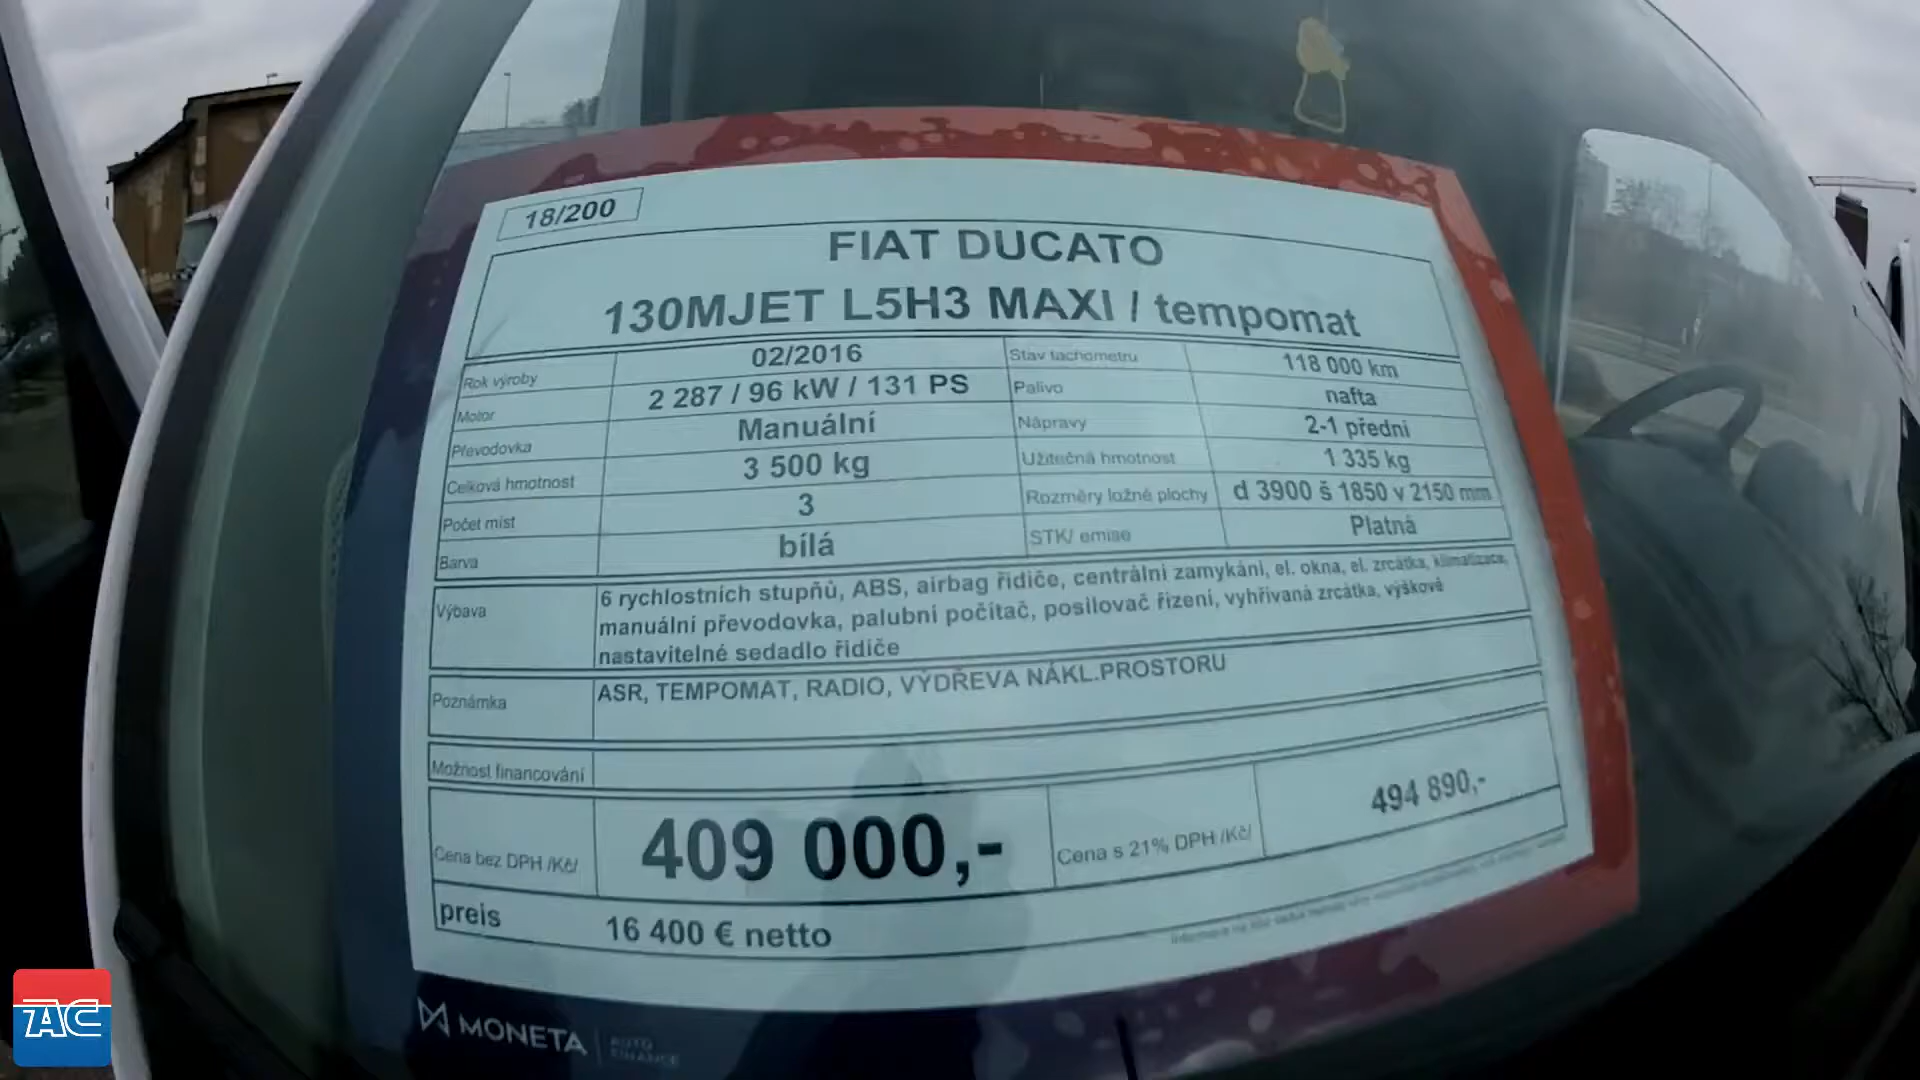 18/200
FIAT DUCATO
130MJET L5H3 MAXI / tempomat
Rok výroby 02/2016 Stav tachometru 118 000 km
Motor 2 287 / 96 kW / 131 PS Palivo nafta
Převodovka Manuální Nápravy 2-1 přední
Celková hmotnost 3 500 kg Užitečná hmotnost 1 335 kg
Počet míst 3 Rozměry ložné plochy d 3900 š 1850 v 2150 mm
Barva bílá STK/ emise Platná
Výbava 6 rychlostních stupňů, ABS, airbag řidiče, centrální zamykání, el. okna, el. zrcátka, klimatizace,
manuální převodovka, palubní počítač, posilovač řízení, vyhřívaná zrcátka, výškově
nastavitelné sedadlo řidiče
Poznámka ASR, TEMPOMAT, RADIO, VÝDŘEVA NÁKL.PROSTORU
Možnost financování
Cena bez DPH /Kč/ 409 000,- Cena s 21% DPH /Kč/ 494 890,-
preis 16 400 € netto
MONETA AUTO
FINANCE
AC